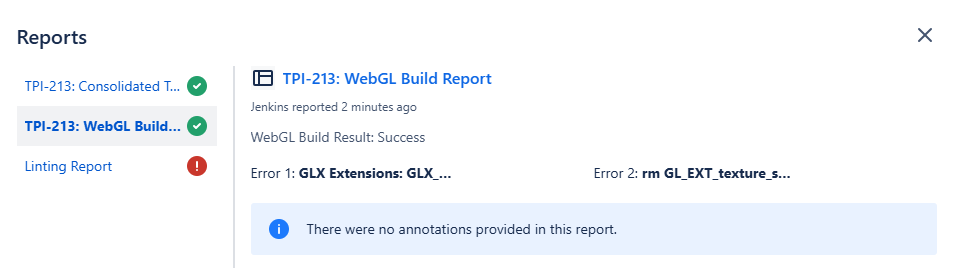 Reports
TPI-213: Consolidated T...
TPI-213: WebGL Build...
Linting Report
TPI-213: WebGL Build Report
Jenkins reported 2 minutes ago
WebGL Build Result: Success
Error 1: GLX Extensions: GLX_... Error 2: rm GL_EXT_texture_s...
There were no annotations provided in this report.